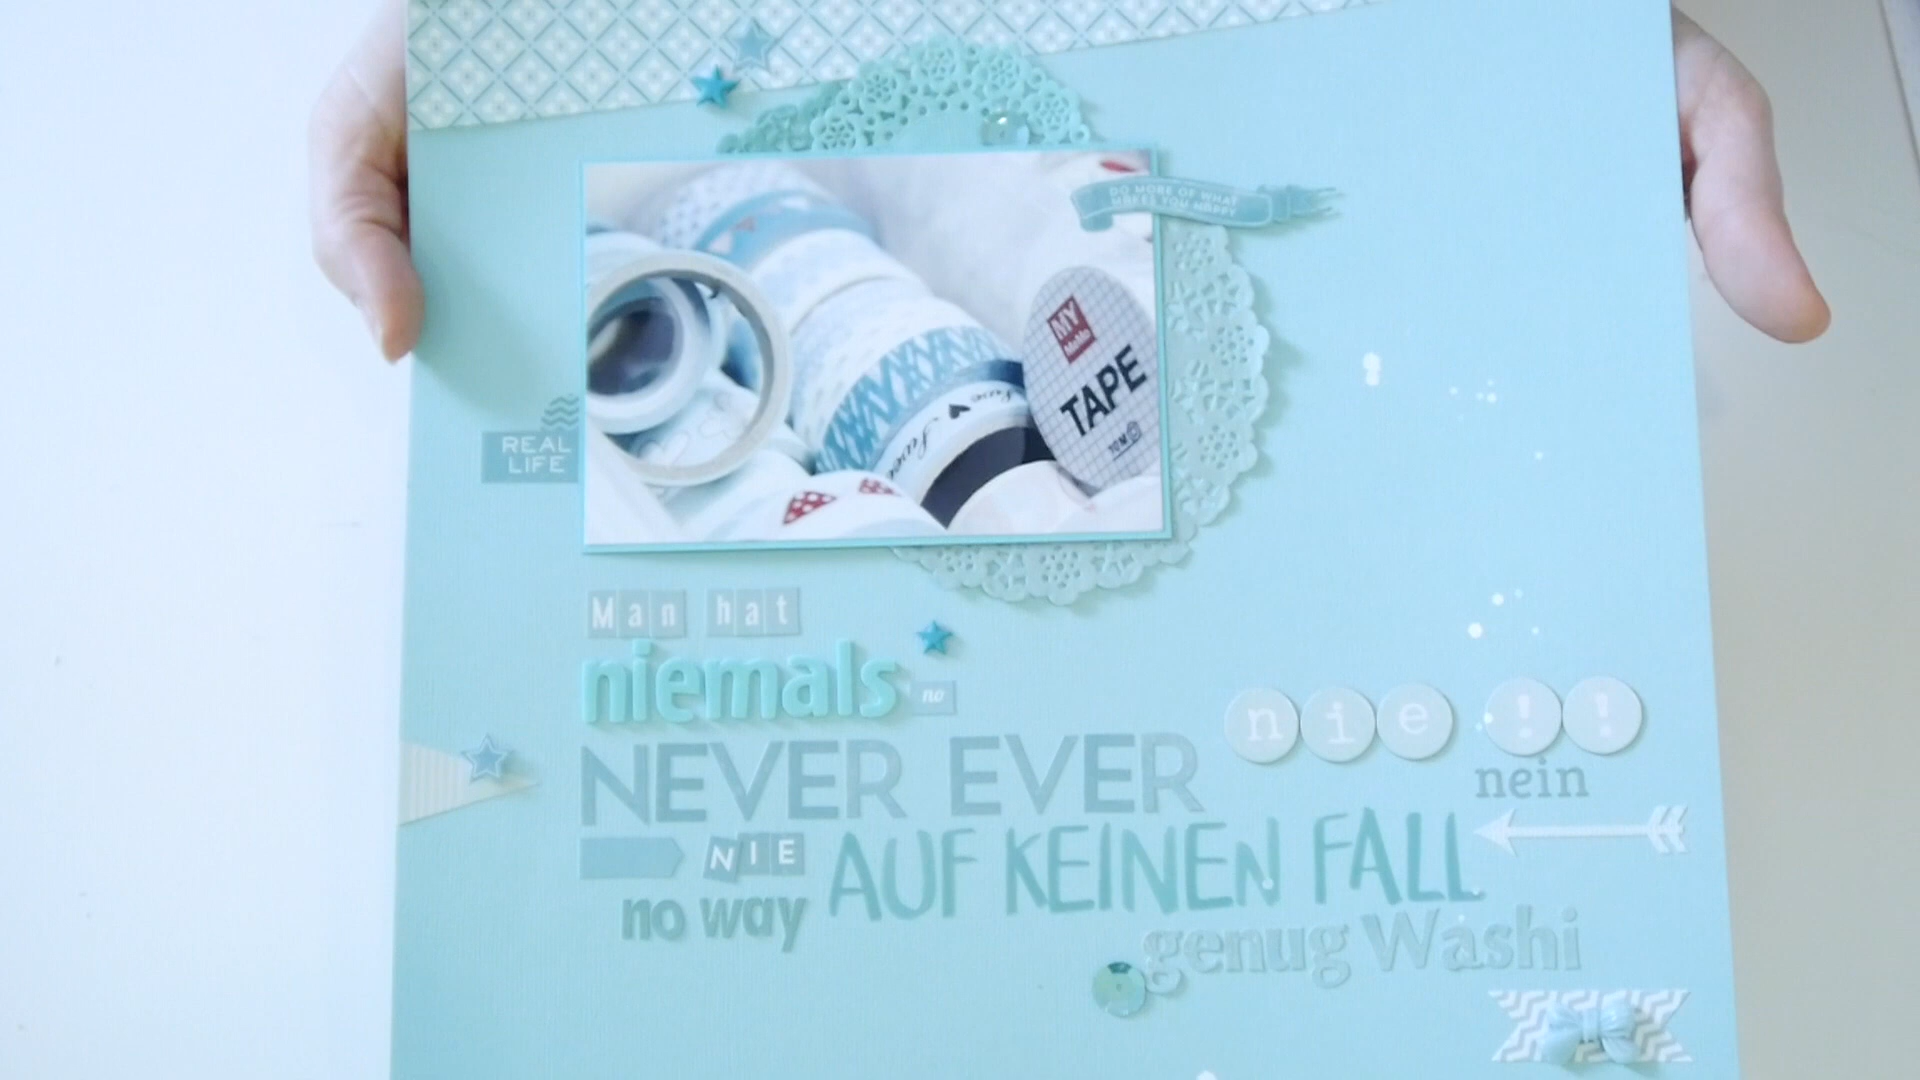 DO MORE OF WHAT
MAKES YOU HAPPY
MY
TAPE
REAL
LIFE
Man hat
niemals no
NEVER EVER nie!!
nein
NIE AUF KEINEN FALL
no way
genug Washi